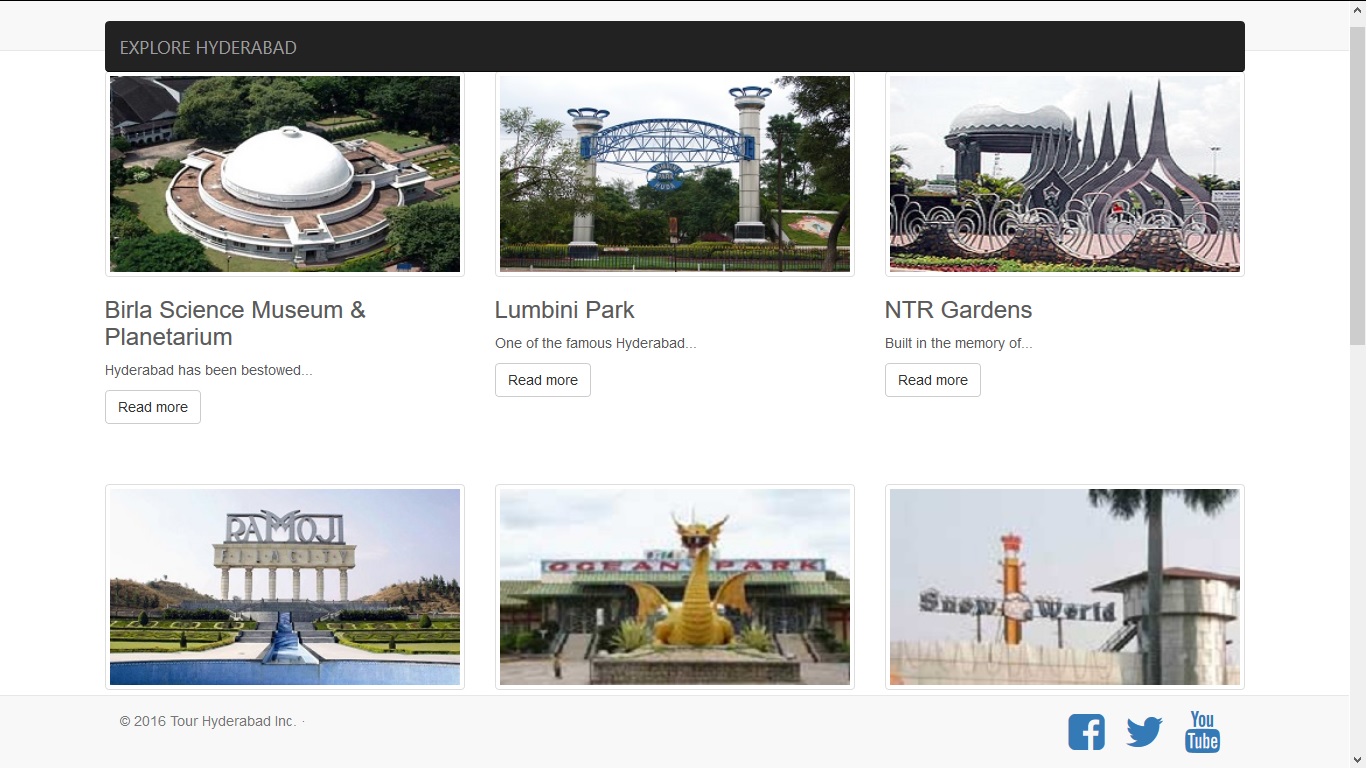 EXPLORE HYDERABAD
Birla Science Museum &
Planetarium
Hyderabad has been bestowed...
Read more
Lumbini Park
One of the famous Hyderabad...
Read more
NTR Gardens
Built in the memory of...
Read more
RAMOJI
FILM CITY
OCEAN PARK
Snow World
© 2016 Tour Hyderabad Inc. ·
You
Tube